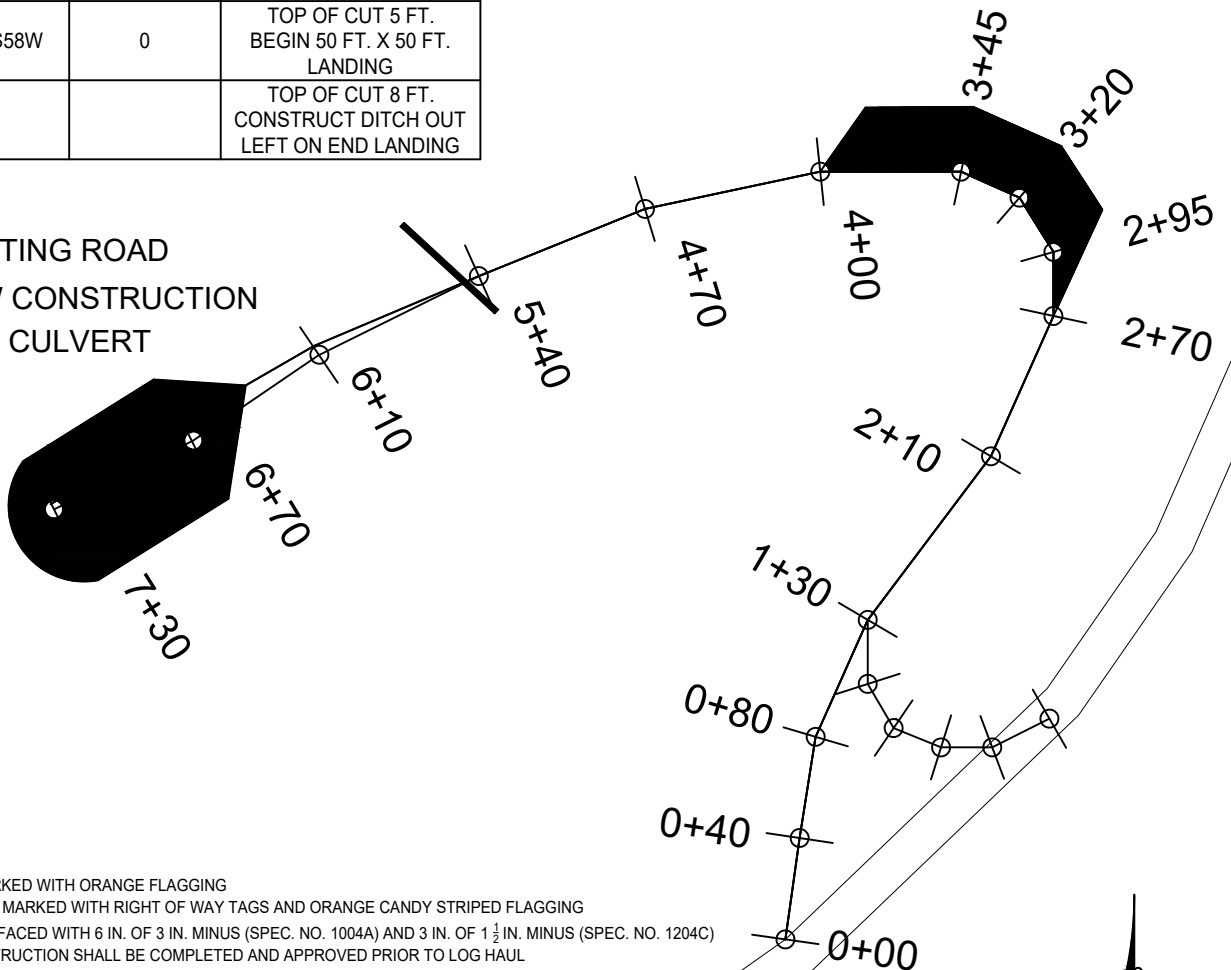 S58W
0
TOP OF CUT 5 FT.
BEGIN 50 FT. X 50 FT.
LANDING
TOP OF CUT 8 FT.
CONSTRUCT DITCH OUT
LEFT ON END LANDING
3+45
3+20
2+95
4+00
4+70
TING ROAD
CONSTRUCTION
5+40
2+70
CULVERT
6+10
2+10
6+70
1+30
7+30
0+80
0+40
RKED WITH ORANGE FLAGGING
MARKED WITH RIGHT OF WAY TAGS AND ORANGE CANDY STRIPED FLAGGING
FACED WITH 6 IN. OF 3 IN. MINUS (SPEC. NO. 1004A) AND 3 IN. OF 1 1/2 IN. MINUS (SPEC. NO. 1204C)
TRUCTION SHALL BE COMPLETED AND APPROVED PRIOR TO LOG HAUL
0+00